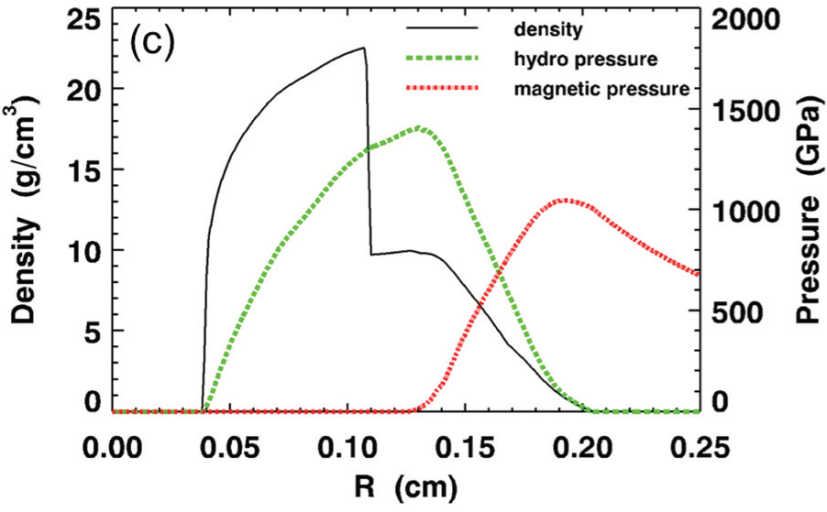 (c)
density
hydro pressure
magnetic pressure
Density (g/cm³)
25
20
15
10
5
0
Pressure (GPa)
2000
1500
1000
500
0
0.00 0.05 0.10 0.15 0.20 0.25
R (cm)